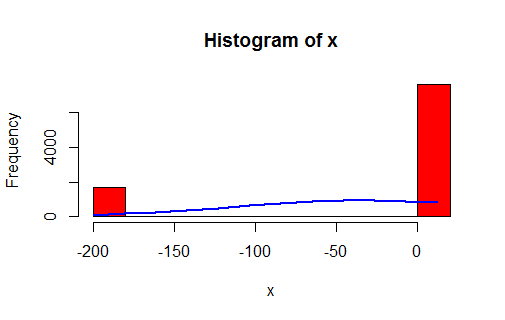 Histogram of x
Frequency
4000
0
-200 -150 -100 -50 0
x